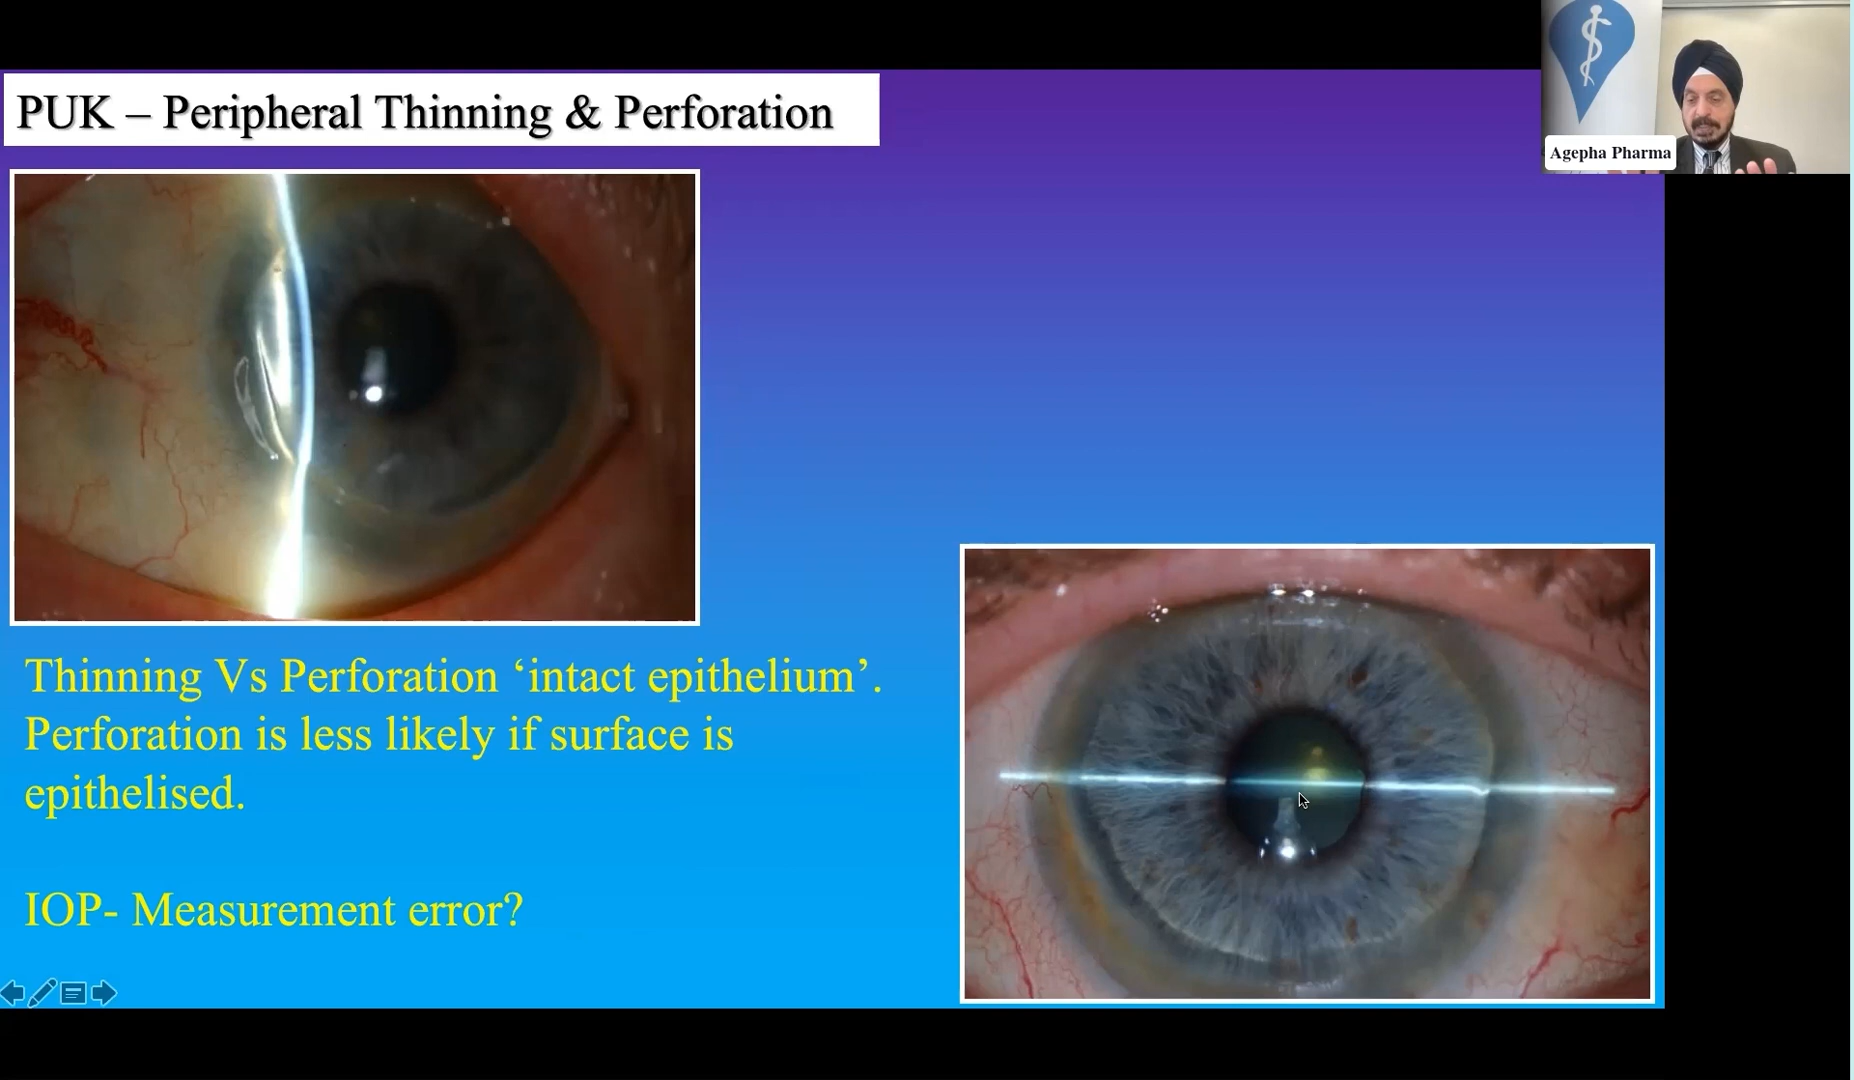 PUK – Peripheral Thinning & Perforation
Agepha Pharma
Thinning Vs Perforation ‘intact epithelium’.
Perforation is less likely if surface is
epithelised.
IOP- Measurement error?